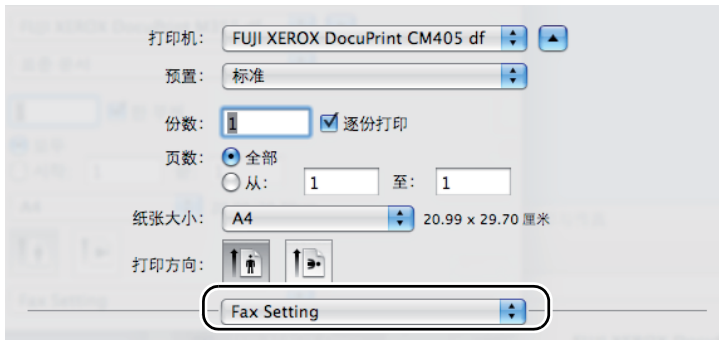 打印机: FUJI XEROX DocuPrint CM405 df
预置: 标准
份数: 1 逐份打印
页数: 全部
从: 1 至: 1
纸张大小: A4 20.99 x 29.70 厘米
打印方向:
Fax Setting